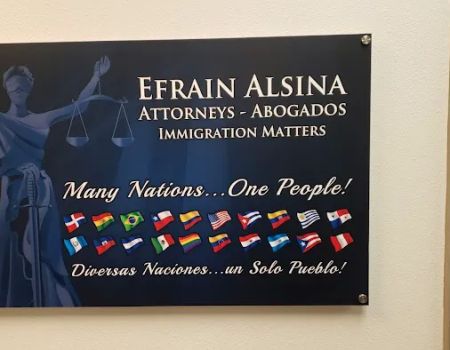 EFRAIN ALSINA
ATTORNEYS - ABOGADOS
IMMIGRATION MATTERS
Many Nations...One People!
Diversas Naciones...un Solo Pueblo!